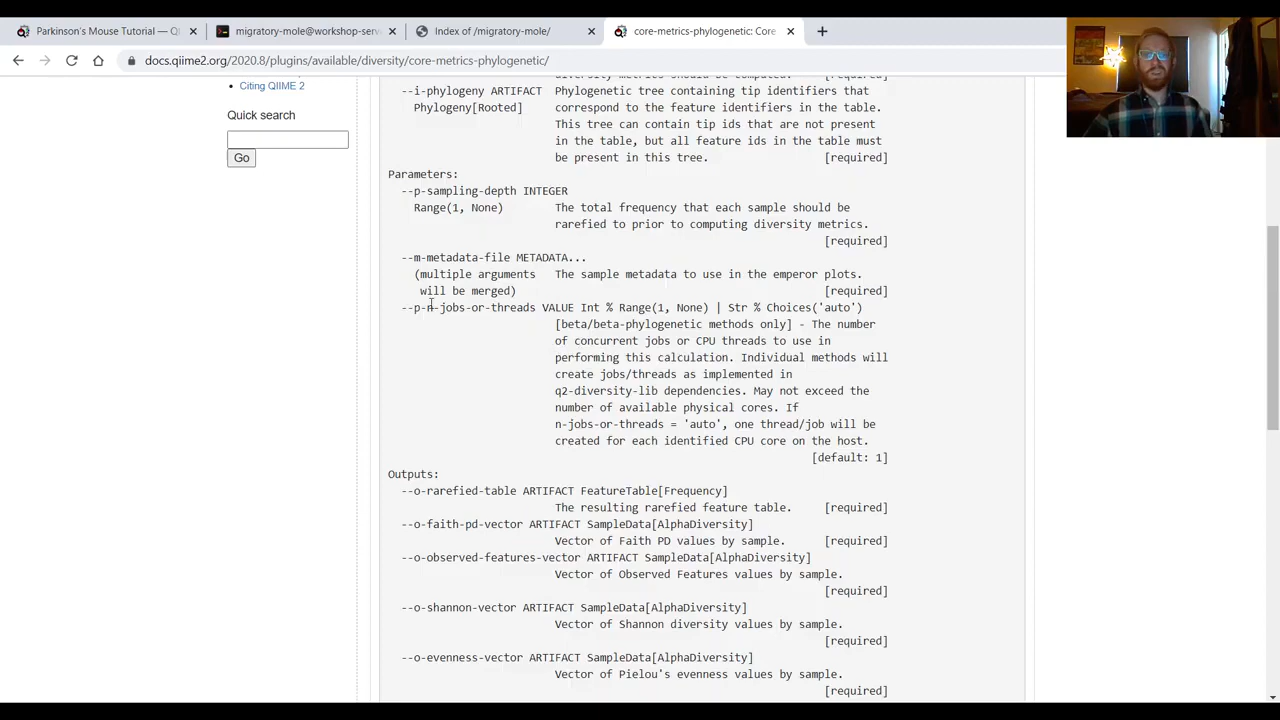 Parkinson's Mouse Tutorial — QI
migratory-mole@workshop-serv
Index of /migratory-mole/
core-metrics-phylogenetic: Core
docs.qiime2.org/2020.8/plugins/available/diversity/core-metrics-phylogenetic/
Citing QIIME 2
Quick search
Go
diversity metrics should be computed. [required]
--i-phylogeny ARTIFACT Phylogenetic tree containing tip identifiers that
Phylogeny[Rooted] correspond to the feature identifiers in the table.
This tree can contain tip ids that are not present
in the table, but all feature ids in the table must
be present in this tree. [required]
Parameters:
--p-sampling-depth INTEGER
Range(1, None) The total frequency that each sample should be
rarefied to prior to computing diversity metrics.
[required]
--m-metadata-file METADATA...
(multiple arguments The sample metadata to use in the emperor plots.
will be merged) [required]
--p-n-jobs-or-threads VALUE Int % Range(1, None) | Str % Choices('auto')
[beta/beta-phylogenetic methods only] - The number
of concurrent jobs or CPU threads to use in
performing this calculation. Individual methods will
create jobs/threads as implemented in
q2-diversity-lib dependencies. May not exceed the
number of available physical cores. If
n-jobs-or-threads = 'auto', one thread/job will be
created for each identified CPU core on the host.
[default: 1]
Outputs:
--o-rarefied-table ARTIFACT FeatureTable[Frequency]
The resulting rarefied feature table. [required]
--o-faith-pd-vector ARTIFACT SampleData[AlphaDiversity]
Vector of Faith PD values by sample. [required]
--o-observed-features-vector ARTIFACT SampleData[AlphaDiversity]
Vector of Observed Features values by sample.
[required]
--o-shannon-vector ARTIFACT SampleData[AlphaDiversity]
Vector of Shannon diversity values by sample.
[required]
--o-evenness-vector ARTIFACT SampleData[AlphaDiversity]
Vector of Pielou's evenness values by sample.
[required]